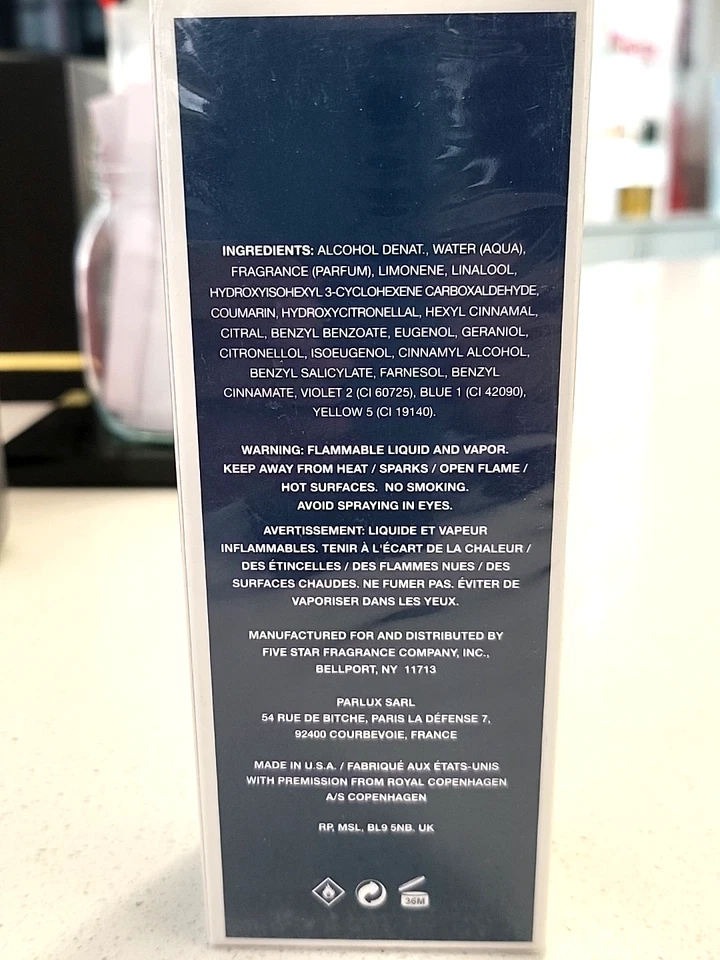 INGREDIENTS: ALCOHOL DENAT., WATER (AQUA),
FRAGRANCE (PARFUM), LIMONENE, LINALOOL,
HYDROXYISOHEXYL 3-CYCLOHEXENE CARBOXALDEHYDE,
COUMARIN, HYDROXYCITRONELLAL, HEXYL CINNAMAL,
CITRAL, BENZYL BENZOATE, EUGENOL, GERANIOL,
CITRONELLOL, ISOEUGENOL, CINNAMYL ALCOHOL,
BENZYL SALICYLATE, FARNESOL, BENZYL
CINNAMATE, VIOLET 2 (CI 60725), BLUE 1 (CI 42090),
YELLOW 5 (CI 19140).
WARNING: FLAMMABLE LIQUID AND VAPOR.
KEEP AWAY FROM HEAT / SPARKS / OPEN FLAME /
HOT SURFACES. NO SMOKING.
AVOID SPRAYING IN EYES.
AVERTISSEMENT: LIQUIDE ET VAPEUR
INFLAMMABLES. TENIR À L'ÉCART DE LA CHALEUR /
DES ÉTINCELLES / DES FLAMMES NUES / DES
SURFACES CHAUDES. NE FUMER PAS. ÉVITER DE
VAPORISER DANS LES YEUX.
MANUFACTURED FOR AND DISTRIBUTED BY
FIVE STAR FRAGRANCE COMPANY, INC.,
BELLPORT, NY 11713
PARLUX SARL
54 RUE DE BITCHE, PARIS LA DÉFENSE 7,
92400 COURBEVOIE, FRANCE
MADE IN U.S.A. / FABRIQUÉ AUX ÉTATS-UNIS
WITH PREMISSION FROM ROYAL COPENHAGEN
A/S COPENHAGEN
RP, MSL, BL9 5NB. UK
36M